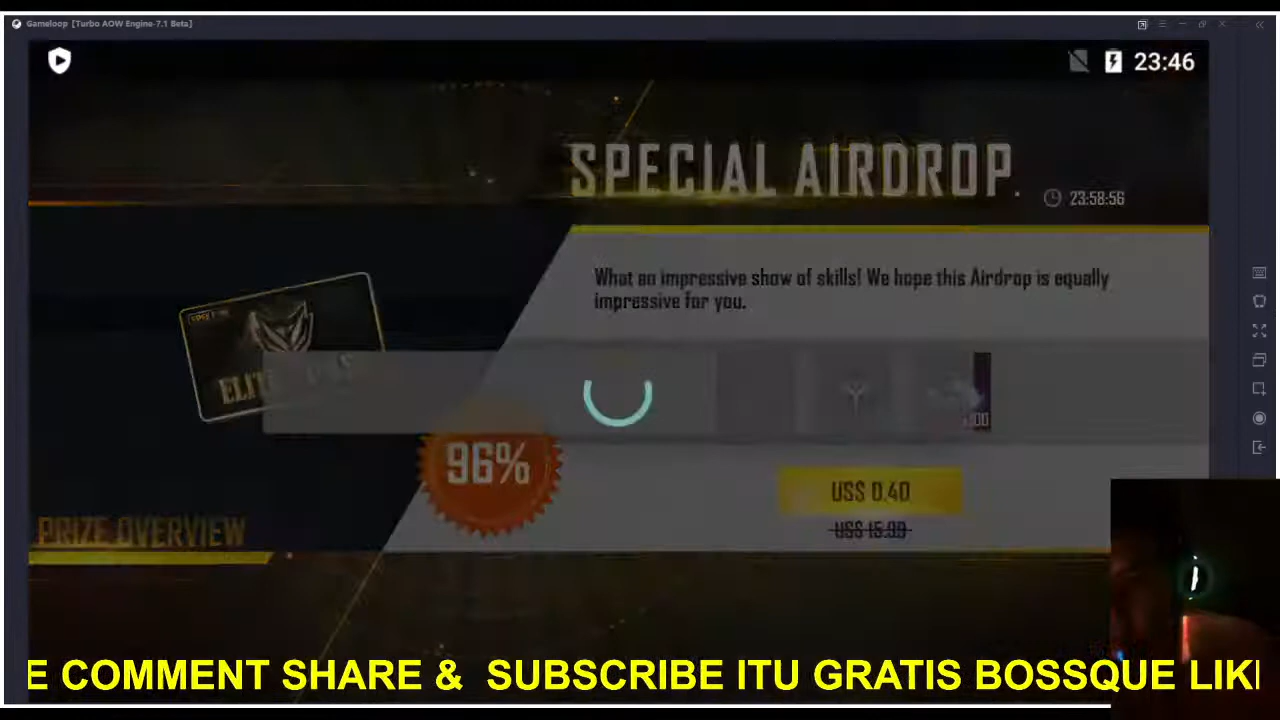 Gameloop [Turbo AOW Engine-7.1 Beta]
23:46
SPECIAL AIRDROP.
23:58:56
What an impressive show of skills! We hope this Airdrop is equally
impressive for you.
96%
US$ 0.40
US$ 15.99
PRIZE OVERVIEW
E COMMENT SHARE & SUBSCRIBE ITU GRATIS BOSSQUE LIKI